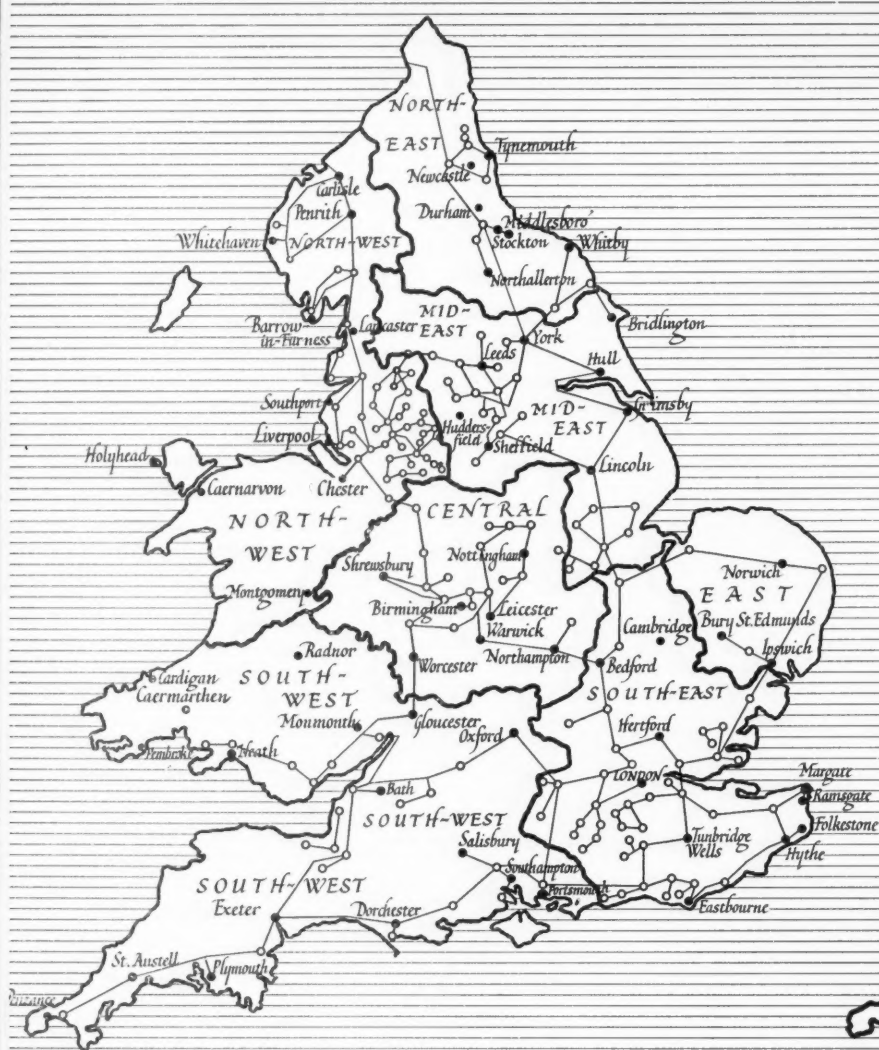 NORTH-
EAST
Tynemouth
Newcastle
Carlisle
Penrith
Durham
Middlesboro'
Stockton
Whitehaven
NORTH-WEST
Whitby
Northallerton
MID-
EAST
Barrow-
in-Furness
Lancaster
York
Bridlington
Leeds
Hull
Southport
Hudders-
field
MID-
EAST
Grimsby
Liverpool
Sheffield
Holyhead
Lincoln
Caernarvon
Chester
NORTH-
WEST
CENTRAL
Nottingham
Shrewsbury
Norwich
EAST
Montgomery
Birmingham
Leicester
Bury St. Edmunds
Warwick
Cambridge
Ipswich
Radnor
Worcester
Northampton
Bedford
Cardigan
Caermarthen
SOUTH-
WEST
SOUTH-EAST
Monmonth
Gloucester
Oxford
Hertford
Pembroke
Neath
LONDON
Margate
Ramsgate
Bath
Folkestone
SOUTH-WEST
Tunbridge
Wells
Hythe
Salisbury
Southampton
Portsmouth
SOUTH-WEST
Exeter
Dorchester
Eastbourne
St. Austell
Plymouth
Penzance